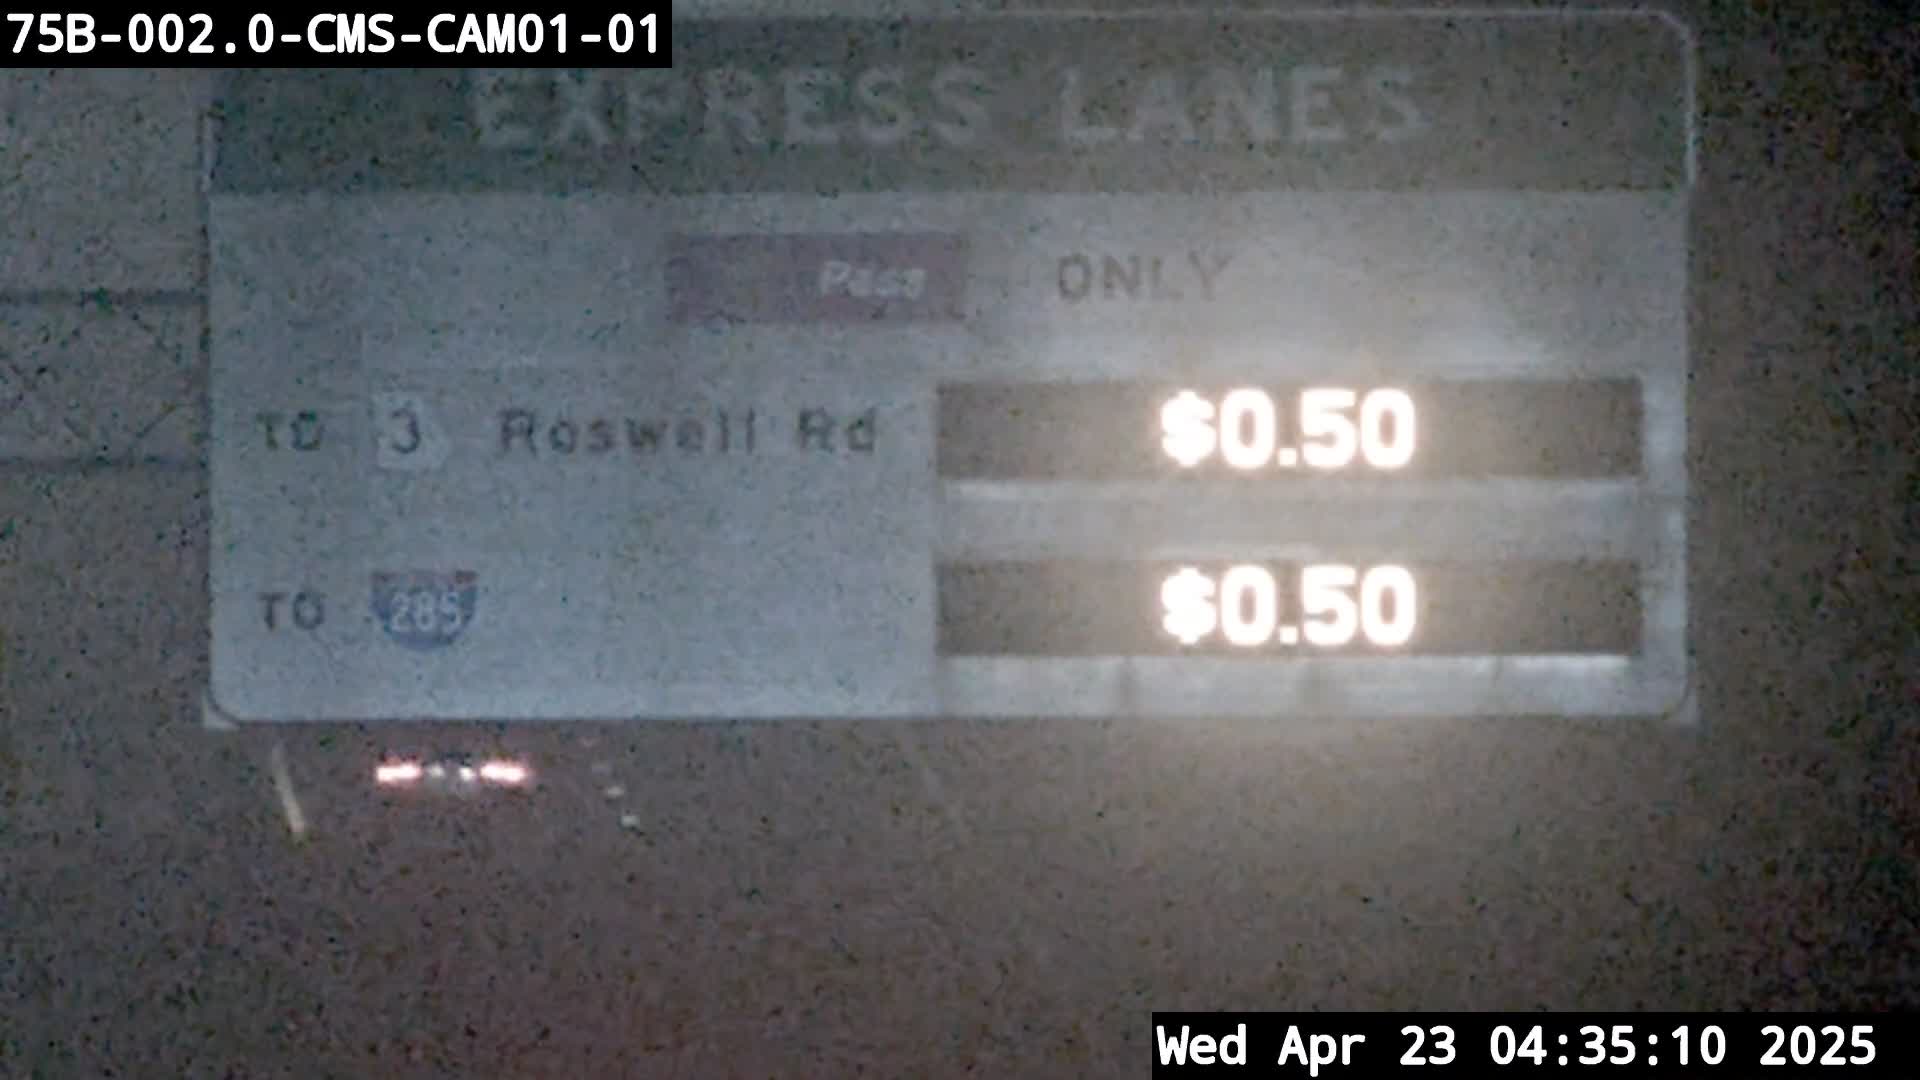 75B-002.0-CMS-CAM01-01
EXPRESS LANES
Pass ONLY
TO 3 Roswell Rd $0.50
TO 285 $0.50
Wed Apr 23 04:35:10 2025